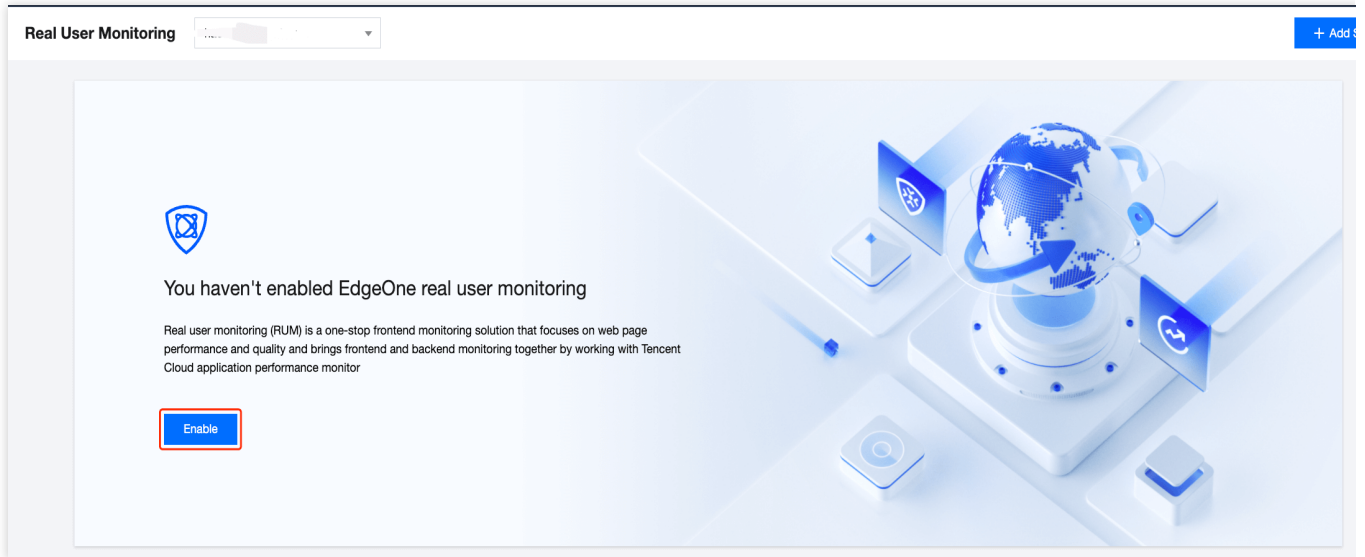 Real User Monitoring
+ Add
You haven't enabled EdgeOne real user monitoring
Real user monitoring (RUM) is a one-stop frontend monitoring solution that focuses on web page
performance and quality and brings frontend and backend monitoring together by working with Tencent
Cloud application performance monitor
Enable